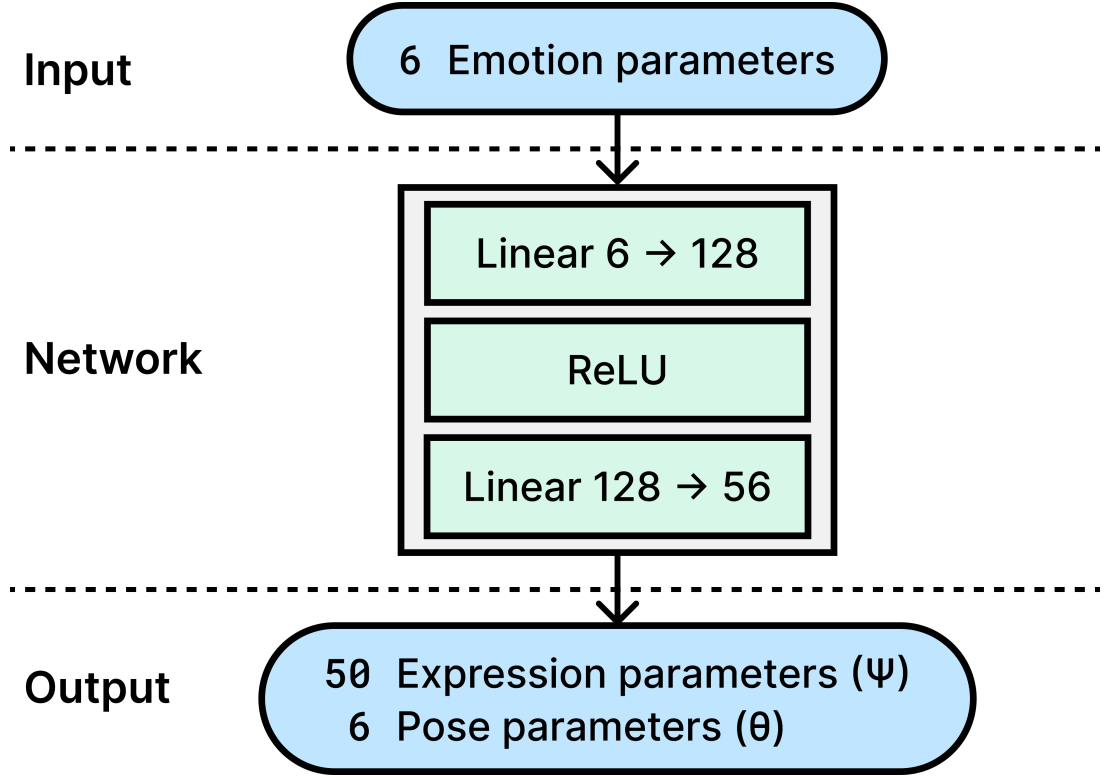 Input
6 Emotion parameters
Network
Linear 6 → 128
ReLU
Linear 128 → 56
Output
50 Expression parameters (Ψ)
6 Pose parameters (θ)